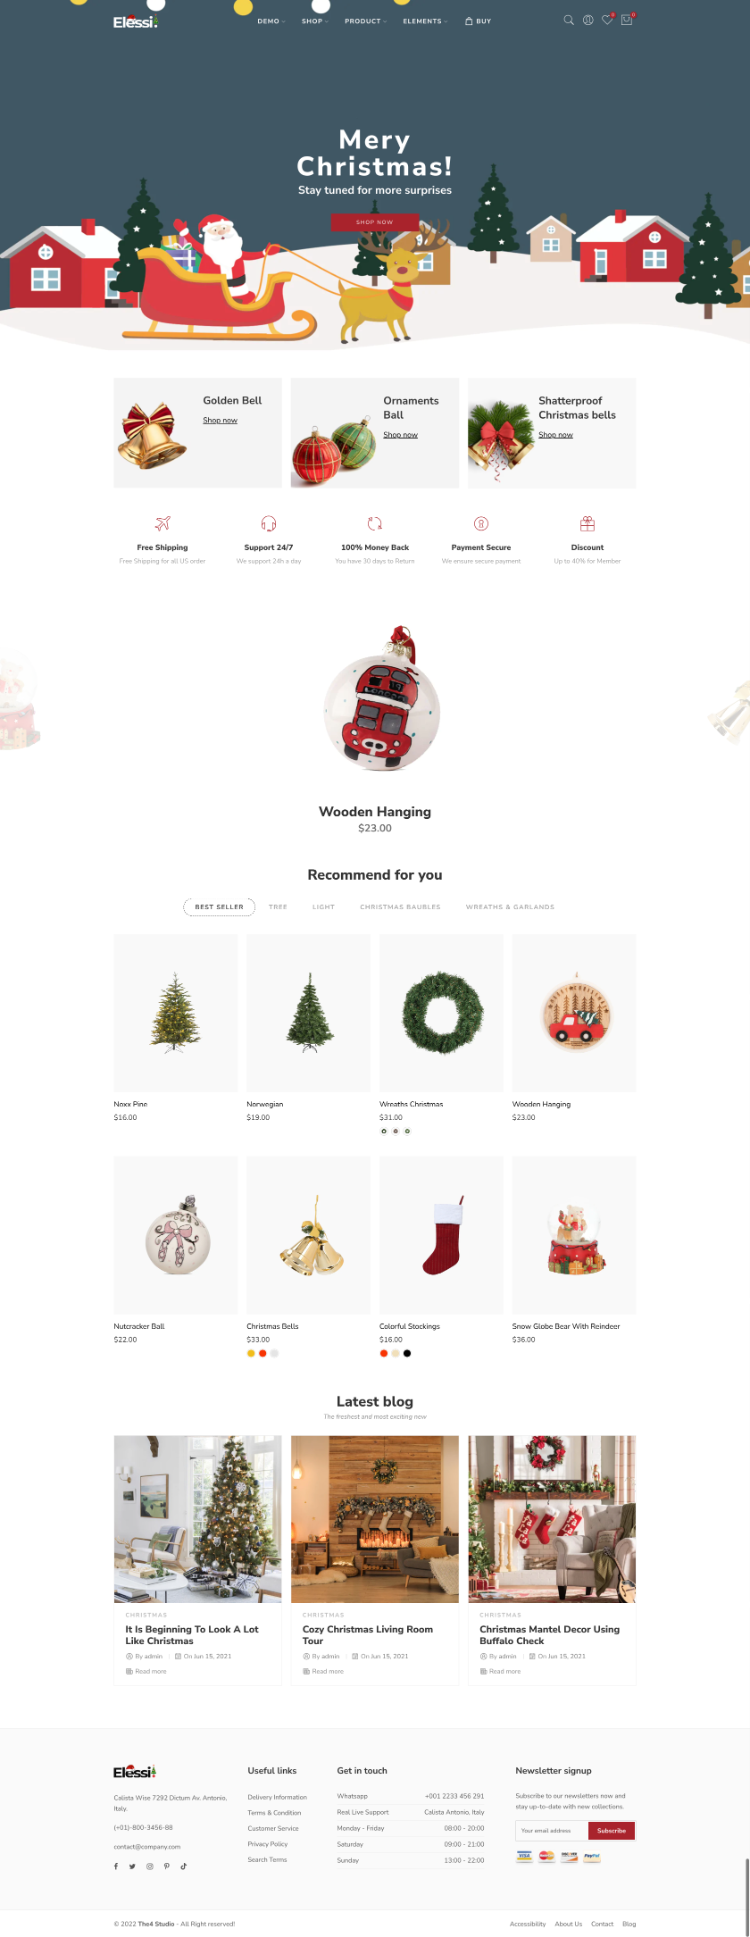 Elessi.
DEMO SHOP PRODUCT ELEMENTS BUY
0 0
Mery
Christmas!
Stay tuned for more surprises
SHOP NOW
Golden Bell
Shop now
Ornaments
Ball
Shop now
Shatterproof
Christmas bells
Shop now
Free Shipping
Free Shipping for all US order
Support 24/7
We support 24h a day
100% Money Back
You have 30 days to Return
Payment Secure
We ensure secure payment
Discount
Up to 40% for Member
Wooden Hanging
$23.00
Recommend for you
BEST SELLER TREE LIGHT CHRISTMAS BAUBLES WREATHS & GARLANDS
Noxx Pine
$16.00
Norwegian
$19.00
Wreaths Christmas
$31.00
Wooden Hanging
$23.00
Nutcracker Ball
$22.00
Christmas Bells
$33.00
Colorful Stockings
$16.00
Snow Globe Bear With Reindeer
$36.00
Latest blog
The freshest and most exciting new
CHRISTMAS
It Is Beginning To Look A Lot
Like Christmas
By admin On Jun 15, 2021
Read more
CHRISTMAS
Cozy Christmas Living Room
Tour
By admin On Jun 15, 2021
Read more
CHRISTMAS
Christmas Mantel Decor Using
Buffalo Check
By admin On Jun 15, 2021
Read more
Elessi
Calista Wise 7292 Dictum Av. Antonio,
Italy.
(+01)-800-3456-88
contact@company.com
Useful links
Delivery Information
Terms & Condition
Customer Service
Privacy Policy
Search Terms
Get in touch
Whatsapp +001 2233 456 291
Real Live Support Calista Antonio, Italy
Monday - Friday 08:00 - 20:00
Saturday 09:00 - 21:00
Sunday 13:00 - 22:00
Newsletter signup
Subscribe to our newsletters now and
stay up-to-date with new collections.
Your email address Subscribe
VISA MasterCard DISCOVER PayPal
© 2022 The4 Studio - All Right reserved!
Accessibility About Us Contact Blog